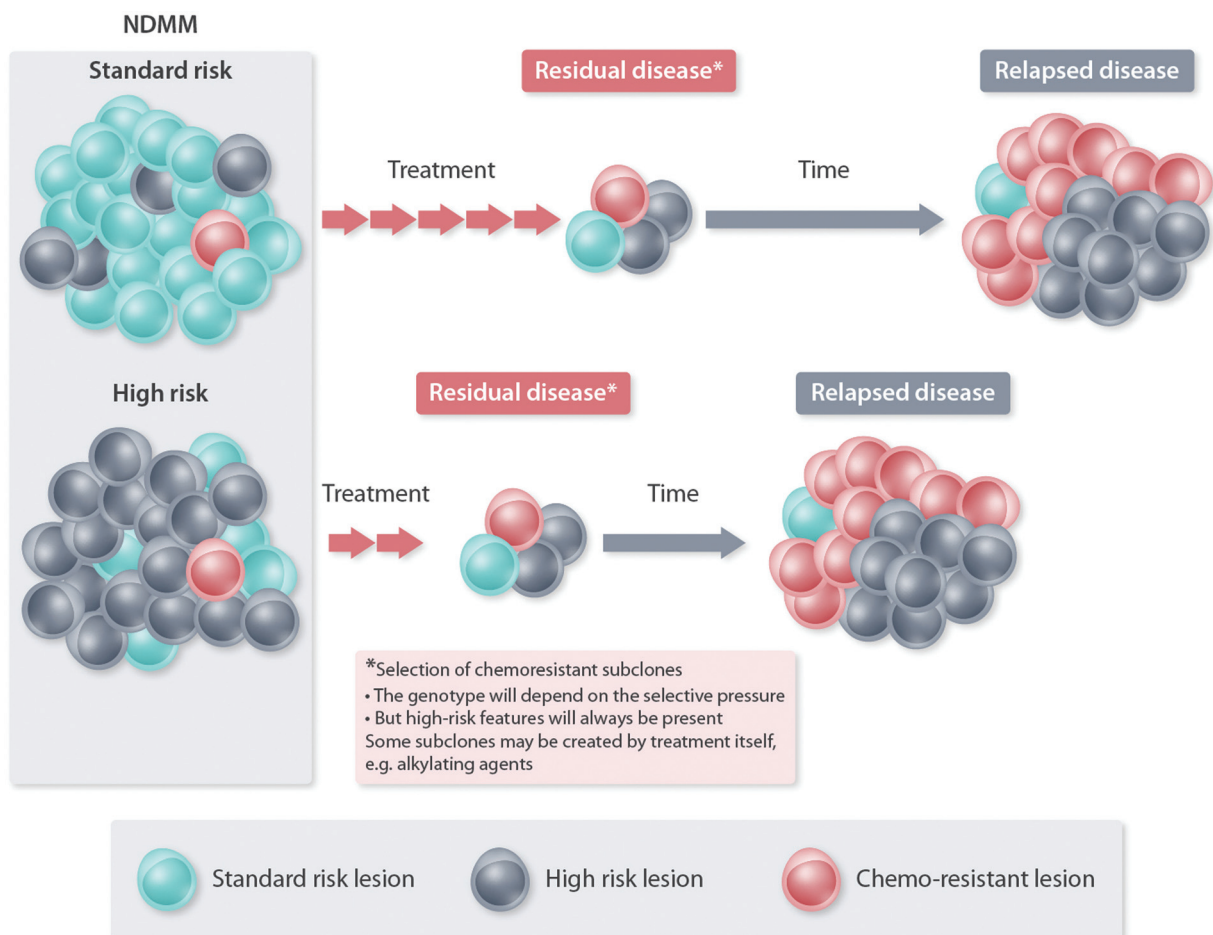 NDMM
Standard risk
Residual disease*
Relapsed disease
Treatment
Time
High risk
Residual disease*
Relapsed disease
Treatment
Time
*Selection of chemoresistant subclones
• The genotype will depend on the selective pressure
• But high-risk features will always be present
Some subclones may be created by treatment itself,
e.g. alkylating agents
Standard risk lesion
High risk lesion
Chemo-resistant lesion